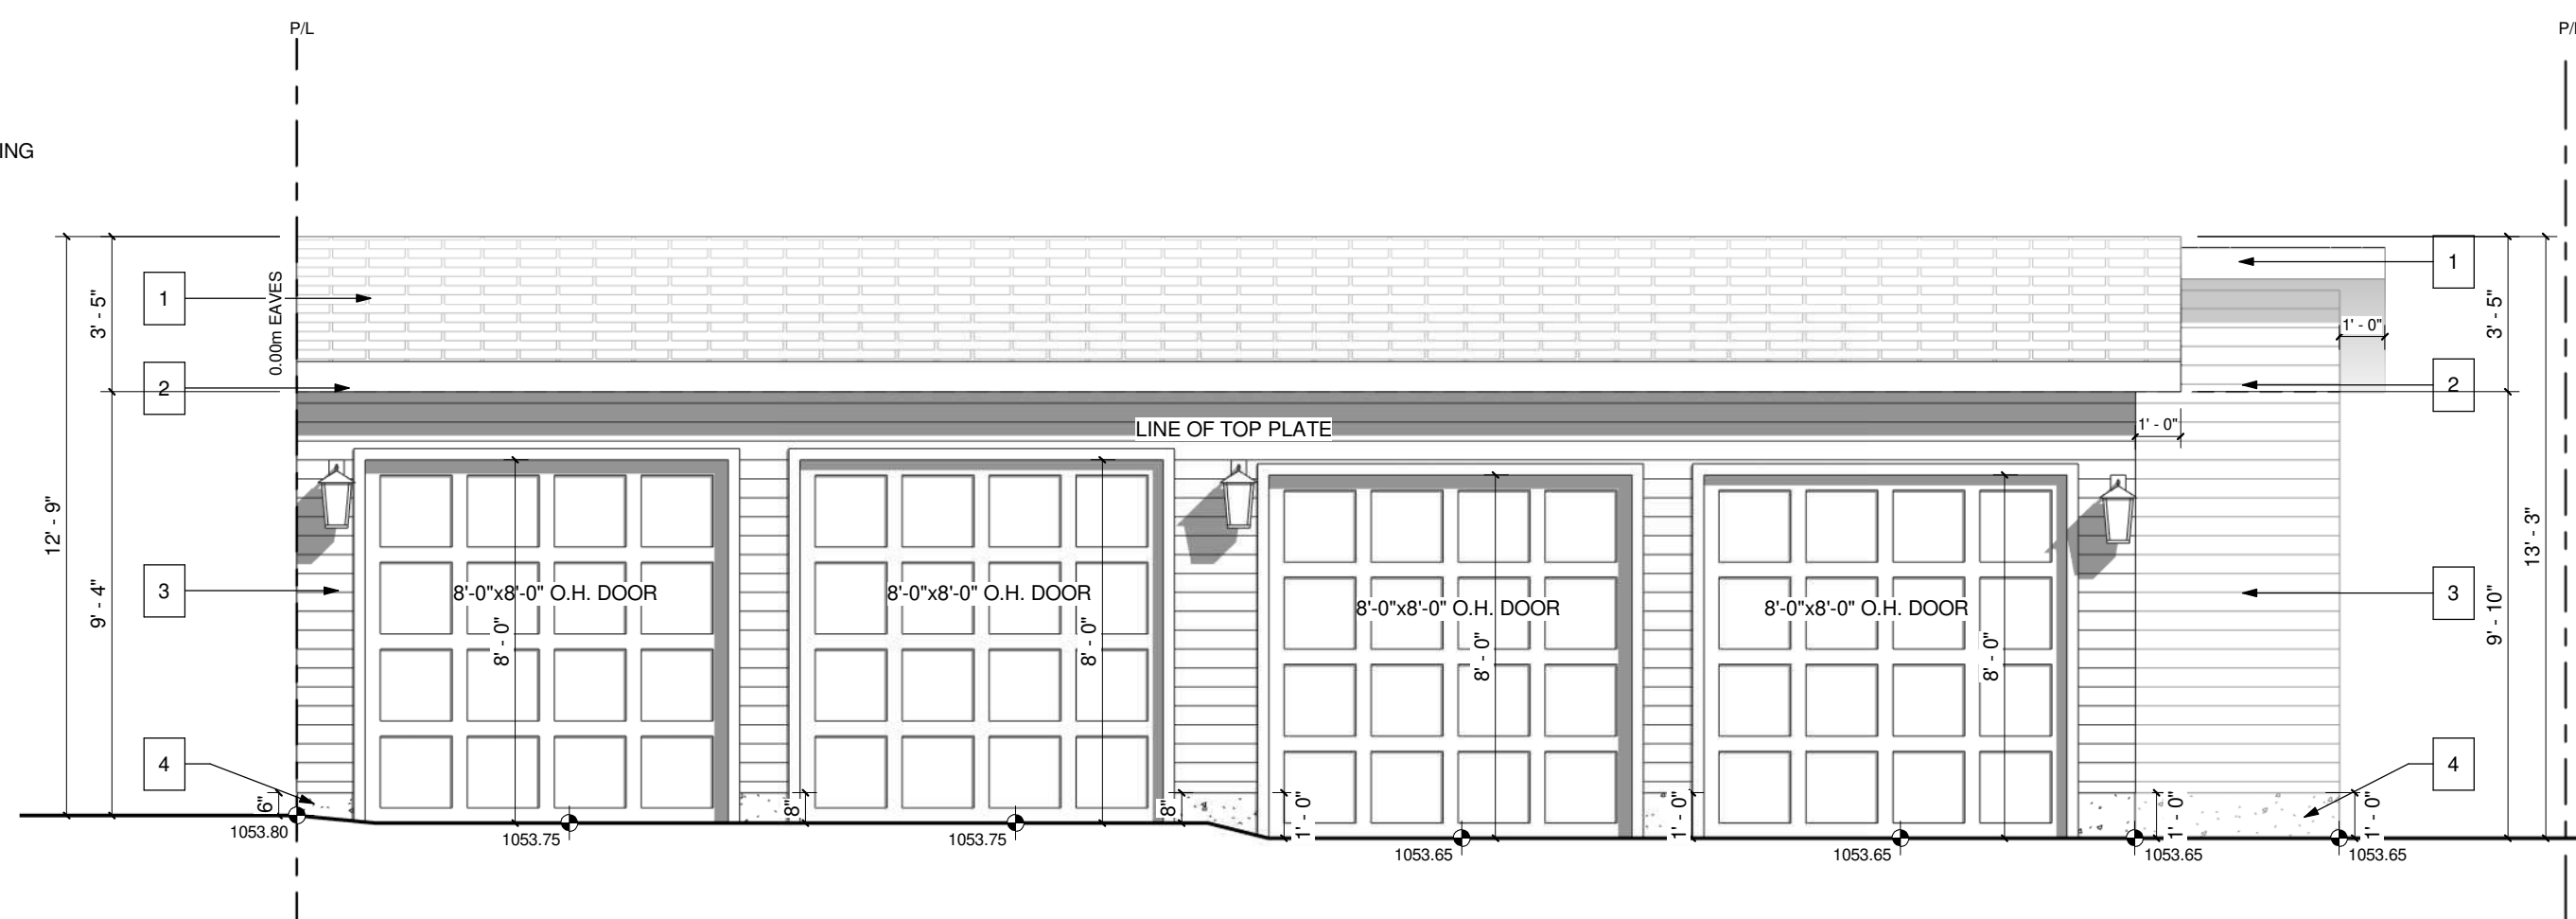 P/L
P/L
ING
0.00m EAVES
1
2
3
4
3' - 5"
9' - 4"
12' - 9"
6"
LINE OF TOP PLATE
8'-0"x8'-0" O.H. DOOR
8' - 0"
8'-0"x8'-0" O.H. DOOR
8' - 0"
8'-0"x8'-0" O.H. DOOR
8' - 0"
8'-0"x8'-0" O.H. DOOR
8' - 0"
8"
8"
1' - 0"
1' - 0"
1' - 0"
1' - 0"
1' - 0"
1' - 0"
1
2
3
4
3' - 5"
9' - 10"
13' - 3"
1053.80
1053.75
1053.75
1053.65
1053.65
1053.65
1053.65